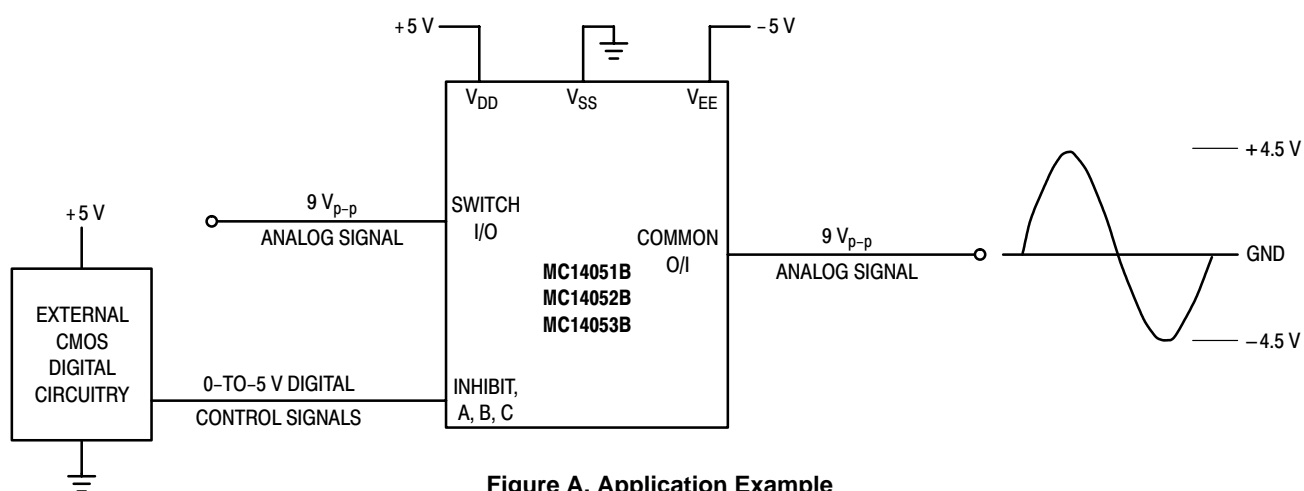 +5 V
−5 V
V_DD
V_SS
V_EE
+4.5 V
9 V_p–p
SWITCH
I/O
ANALOG SIGNAL
+5 V
COMMON
O/I
9 V_p–p
ANALOG SIGNAL
GND
MC14051B
MC14052B
MC14053B
EXTERNAL
CMOS
DIGITAL
CIRCUITRY
−4.5 V
0–TO–5 V DIGITAL
CONTROL SIGNALS
INHIBIT,
A, B, C
Figure A. Application Example